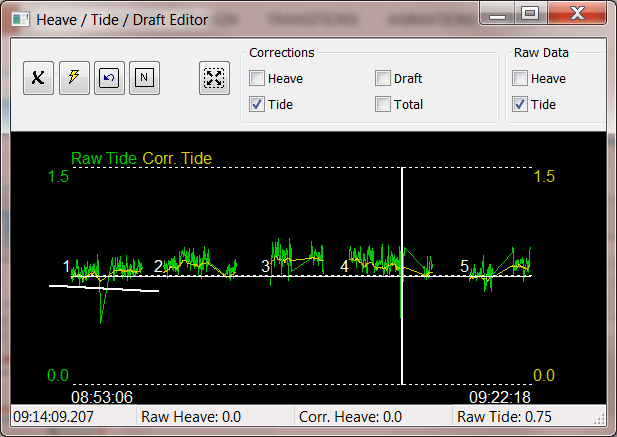 Heave / Tide / Draft Editor
Corrections
Raw Data
Heave
Draft
Heave
N
Tide
Total
Tide
Raw Tide Corr. Tide
1.5
1.5
1
2
3
4
5
0.0
0.0
08:53:06
09:22:18
09:14:09.207
Raw Heave: 0.0
Corr. Heave: 0.0
Raw Tide: 0.75